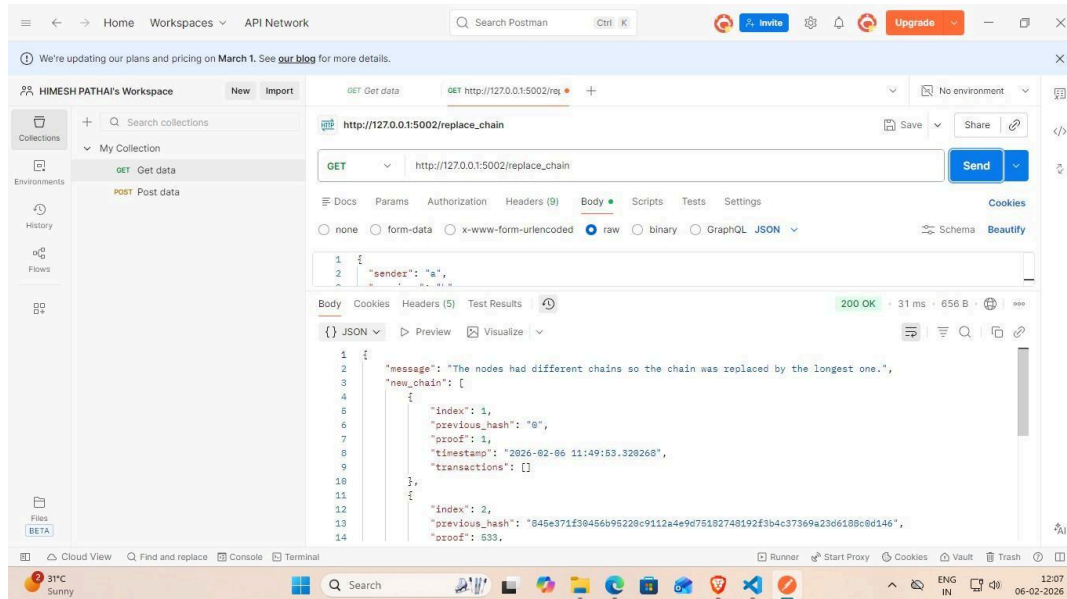 Home Workspaces API Network Search Postman Ctrl K Invite Upgrade
We're updating our plans and pricing on March 1. See our blog for more details.
HIMESH PATHAI's Workspace New Import GET Get data GET http://127.0.0.1:5002/rep No environment
Collections Search collections HTTP http://127.0.0.1:5002/replace_chain Save Share
My Collection
GET Get data GET http://127.0.0.1:5002/replace_chain Send
Environments POST Post data
Docs Params Authorization Headers (9) Body Scripts Tests Settings Cookies
History
none form-data x-www-form-urlencoded raw binary GraphQL JSON Schema Beautify
Flows
1 {
2 "sender": "a",
Body Cookies Headers (5) Test Results 200 OK 31 ms 656 B
{} JSON Preview Visualize
1 {
2 "message": "The nodes had different chains so the chain was replaced by the longest one.",
3 "new_chain": [
4 {
5 "index": 1,
6 "previous_hash": "0",
7 "proof": 1,
8 "timestamp": "2026-02-06 11:49:53.328268",
9 "transactions": []
10 },
11 {
12 "index": 2,
13 "previous_hash": "845e371f30456b95220c9112a4e9d75182748192f3b4c37369a23d6188c0d146",
14 "proof": 533,
Files
BETA
AI
Cloud View Find and replace Console Terminal Runner Start Proxy Cookies Vault Trash
2 31°C
Sunny
Search
ENG
IN
12:07
06-02-2026